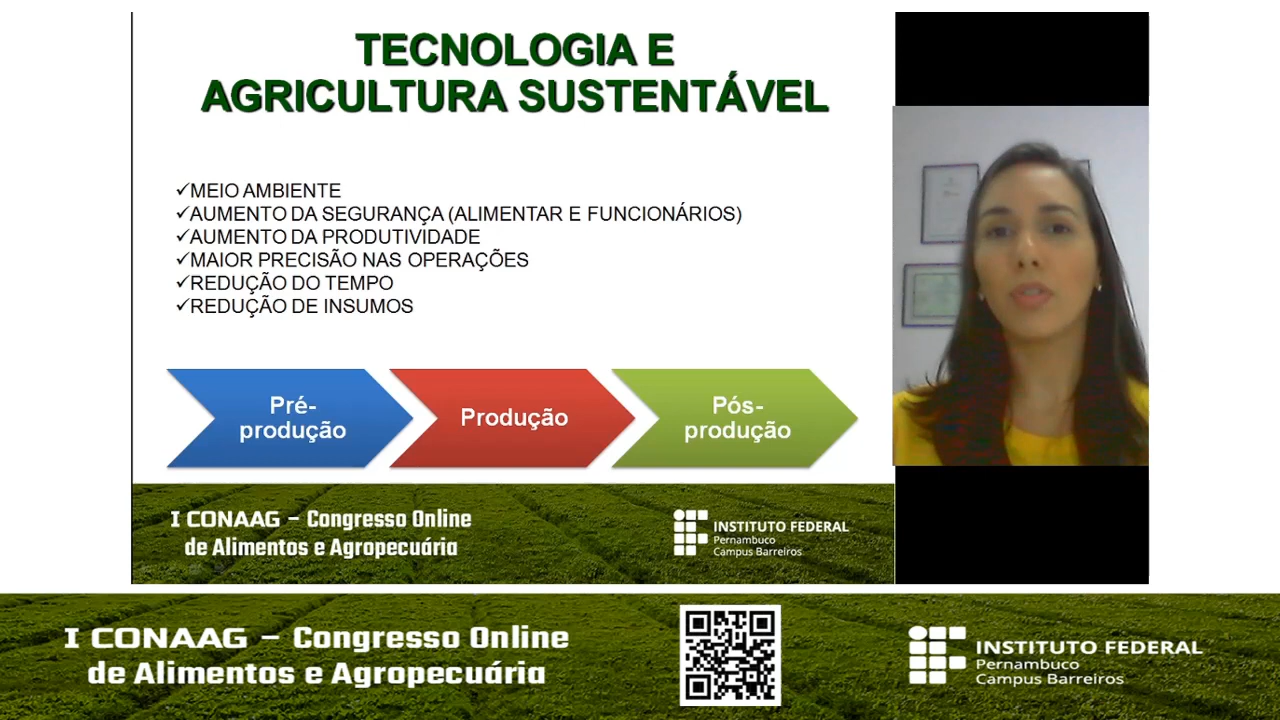 TECNOLOGIA E
AGRICULTURA SUSTENTÁVEL
✓MEIO AMBIENTE
✓AUMENTO DA SEGURANÇA (ALIMENTAR E FUNCIONÁRIOS)
✓AUMENTO DA PRODUTIVIDADE
✓MAIOR PRECISÃO NAS OPERAÇÕES
✓REDUÇÃO DO TEMPO
✓REDUÇÃO DE INSUMOS
Pré-
produção
Produção
Pós-
produção
I CONAAG – Congresso Online
de Alimentos e Agropecuária
INSTITUTO FEDERAL
Pernambuco
Campus Barreiros
I CONAAG – Congresso Online
de Alimentos e Agropecuária
INSTITUTO FEDERAL
Pernambuco
Campus Barreiros